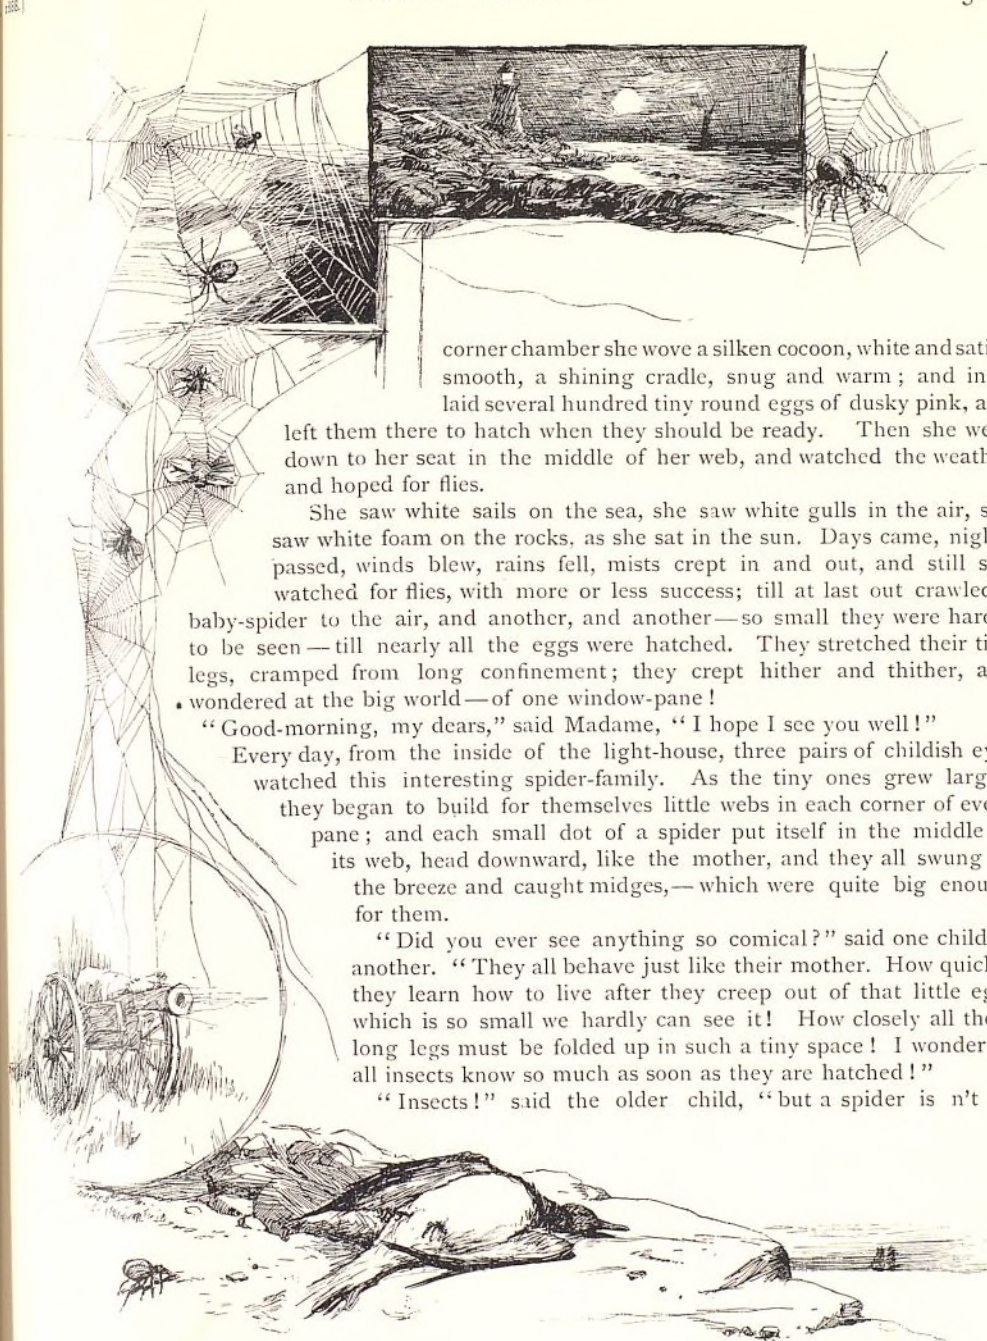 1888.]
corner chamber she wove a silken cocoon, white and sati
smooth, a shining cradle, snug and warm ; and in
laid several hundred tiny round eggs of dusky pink, a
left them there to hatch when they should be ready. Then she we
down to her seat in the middle of her web, and watched the weath
and hoped for flies.
She saw white sails on the sea, she saw white gulls in the air, s
saw white foam on the rocks, as she sat in the sun. Days came, nigh
passed, winds blew, rains fell, mists crept in and out, and still s
watched for flies, with more or less success; till at last out crawled
baby-spider to the air, and another, and another—so small they were hard
to be seen — till nearly all the eggs were hatched. They stretched their ti
legs, cramped from long confinement ; they crept hither and thither, a
wondered at the big world — of one window-pane !
“ Good-morning, my dears,” said Madame, “ I hope I see you well ! ”
Every day, from the inside of the light-house, three pairs of childish ey
watched this interesting spider-family. As the tiny ones grew larg
they began to build for themselves little webs in each corner of eve
pane ; and each small dot of a spider put itself in the middle
its web, head downward, like the mother, and they all swung
the breeze and caught midges,— which were quite big enou
for them.
“ Did you ever see anything so comical ? ” said one child
another. “ They all behave just like their mother. How quick
they learn how to live after they creep out of that little eg
which is so small we hardly can see it! How closely all tho
long legs must be folded up in such a tiny space ! I wonder
all insects know so much as soon as they are hatched ! ”
“ Insects ! ” said the older child, “ but a spider is n’t